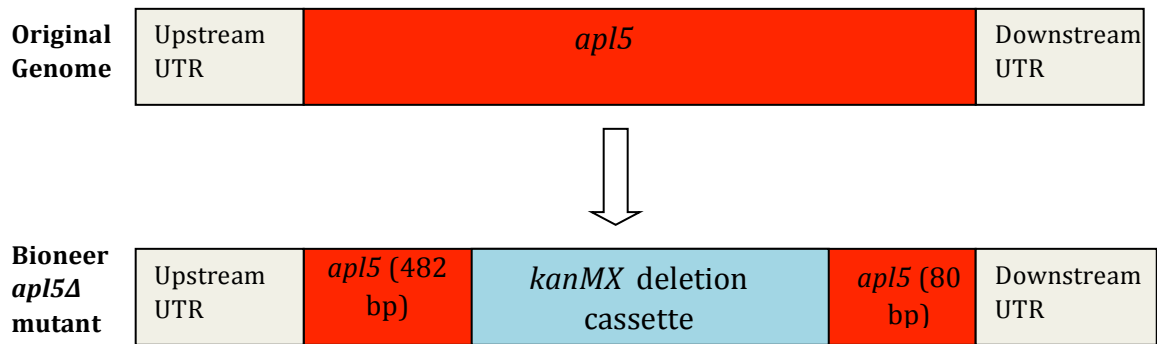 Original
Genome
Upstream
UTR
apl5
Downstream
UTR
Bioneer
apl5Δ
mutant
Upstream
UTR
apl5 (482
bp)
kanMX deletion
cassette
apl5 (80
bp)
Downstream
UTR